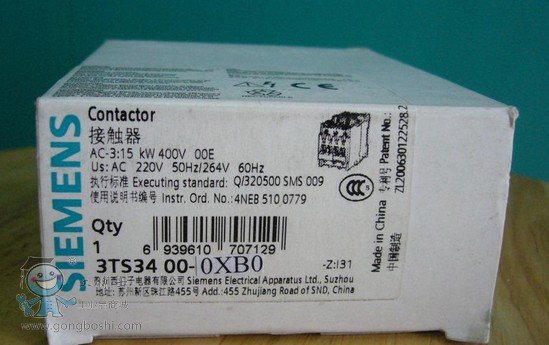 SIEMENS
Contactor
接触器
AC-3:15 kW 400V 00E
Us: AC 220V 50Hz/264V 60Hz
执行标准 Executing standard: Q/320500 SMS 009
使用说明书编号 Instr. Ord. No.:4NEB 510 0779
Qty
1
6 939610 707129
3TS34 00-0XB0
-Z:I31
苏州西门子电器有限公司 Siemens Electrical Apparatus Ltd., Suzhou
地址: 苏州新区珠江路455号 Add.:455 Zhujiang Road of SND, China
CCC
中国制造
Made in China
专利号 Patent No.:
ZL200630122528.2
www.gongboshi.com